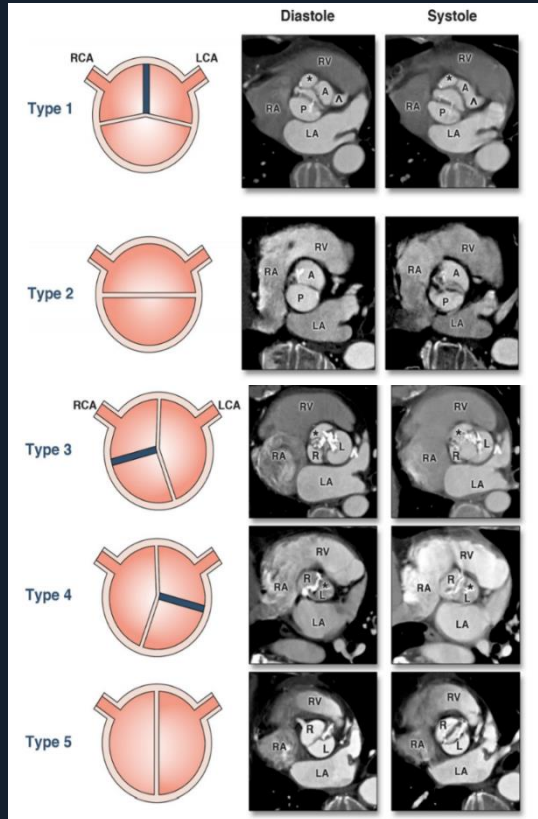 Diastole Systole
RCA LCA
Type 1
RV * A ^ RA P LA
RV * A ^ RA P LA
Type 2
RV RA A P LA
RV RA A P LA
RCA LCA
Type 3
RV * L ^ RA R LA
RV * L ^ RA R LA
Type 4
RV R * RA L LA
RV R * RA L LA
Type 5
RV R RA L LA
RV R RA L LA